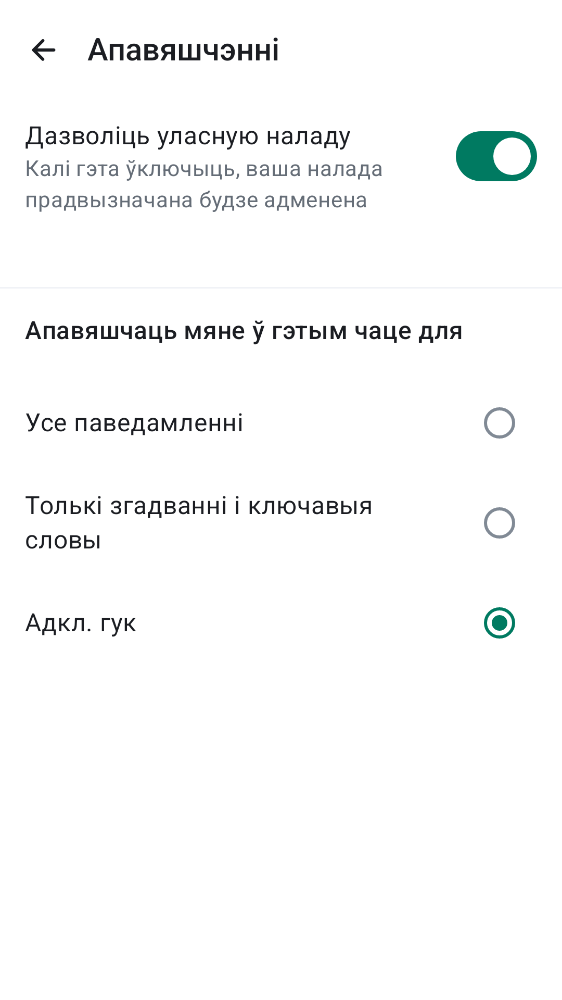 Апавяшчэнні
Дазволіць уласную наладу
Калі гэта ўключыць, ваша налада
прадвызначана будзе адменена
Апавяшчаць мяне ў гэтым чаце для
Усе паведамленні
Толькі згадванні і ключавыя
словы
Адкл. гук